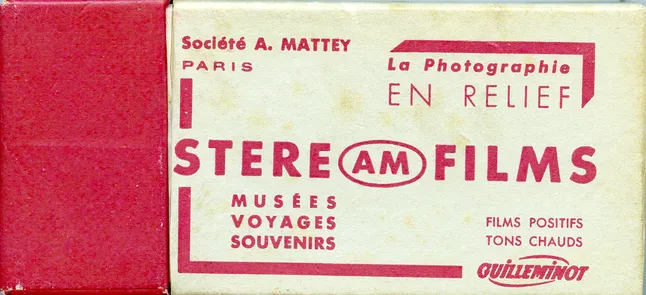 Société A. MATTEY
PARIS
La Photographie
EN RELIEF
STERE AM FILMS
MUSÉES
VOYAGES
SOUVENIRS
FILMS POSITIFS
TONS CHAUDS
GUILLEMINOT